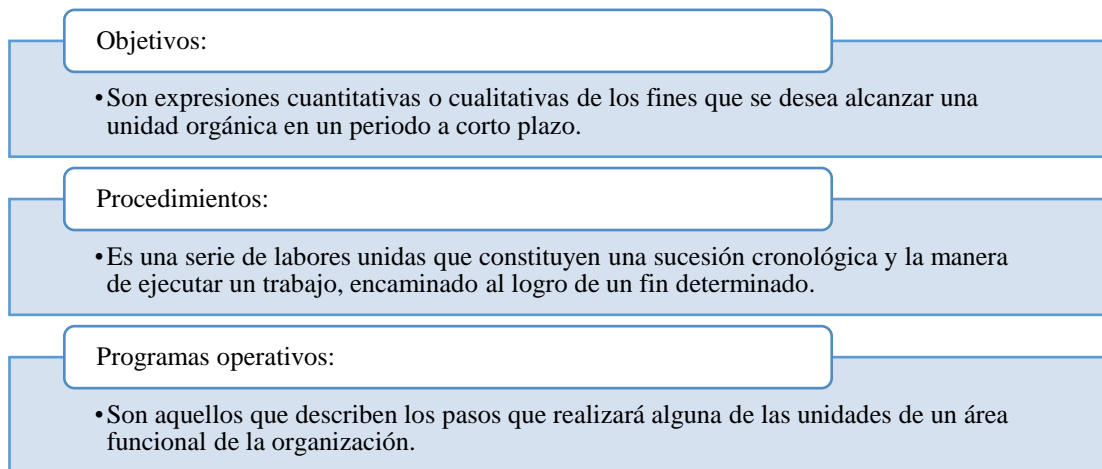 Objetivos:
•Son expresiones cuantitativas o cualitativas de los fines que se desea alcanzar una
unidad orgánica en un periodo a corto plazo.
Procedimientos:
•Es una serie de labores unidas que constituyen una sucesión cronológica y la manera
de ejecutar un trabajo, encaminado al logro de un fin determinado.
Programas operativos:
•Son aquellos que describen los pasos que realizará alguna de las unidades de un área
funcional de la organización.